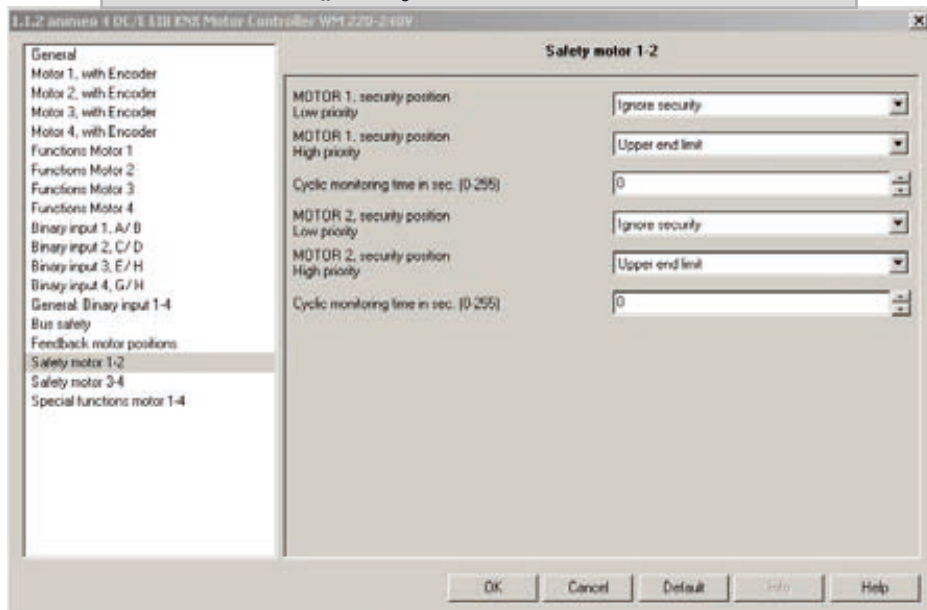 1.1.2 animeo 4 DC/E LIB KNX Motor Controller WM 220-240V
General
Motor 1, with Encoder
Motor 2, with Encoder
Motor 3, with Encoder
Motor 4, with Encoder
Functions Motor 1
Functions Motor 2
Functions Motor 3
Functions Motor 4
Binary input 1, A/ B
Binary input 2, C/ D
Binary input 3, E/ H
Binary input 4, G/ H
General: Binary input 1-4
Bus safety
Feedback motor positions
Safety motor 1-2
Safety motor 3-4
Special functions motor 1-4
Safety motor 1-2
MOTOR 1, security position
Low priority
Ignore security
MOTOR 1, security position
High priority
Upper end limit
Cyclic monitoring time in sec. (0-255)
0
MOTOR 2, security position
Low priority
Ignore security
MOTOR 2, security position
High priority
Upper end limit
Cyclic monitoring time in sec. (0-255)
0
OK
Cancel
Default
Info
Help